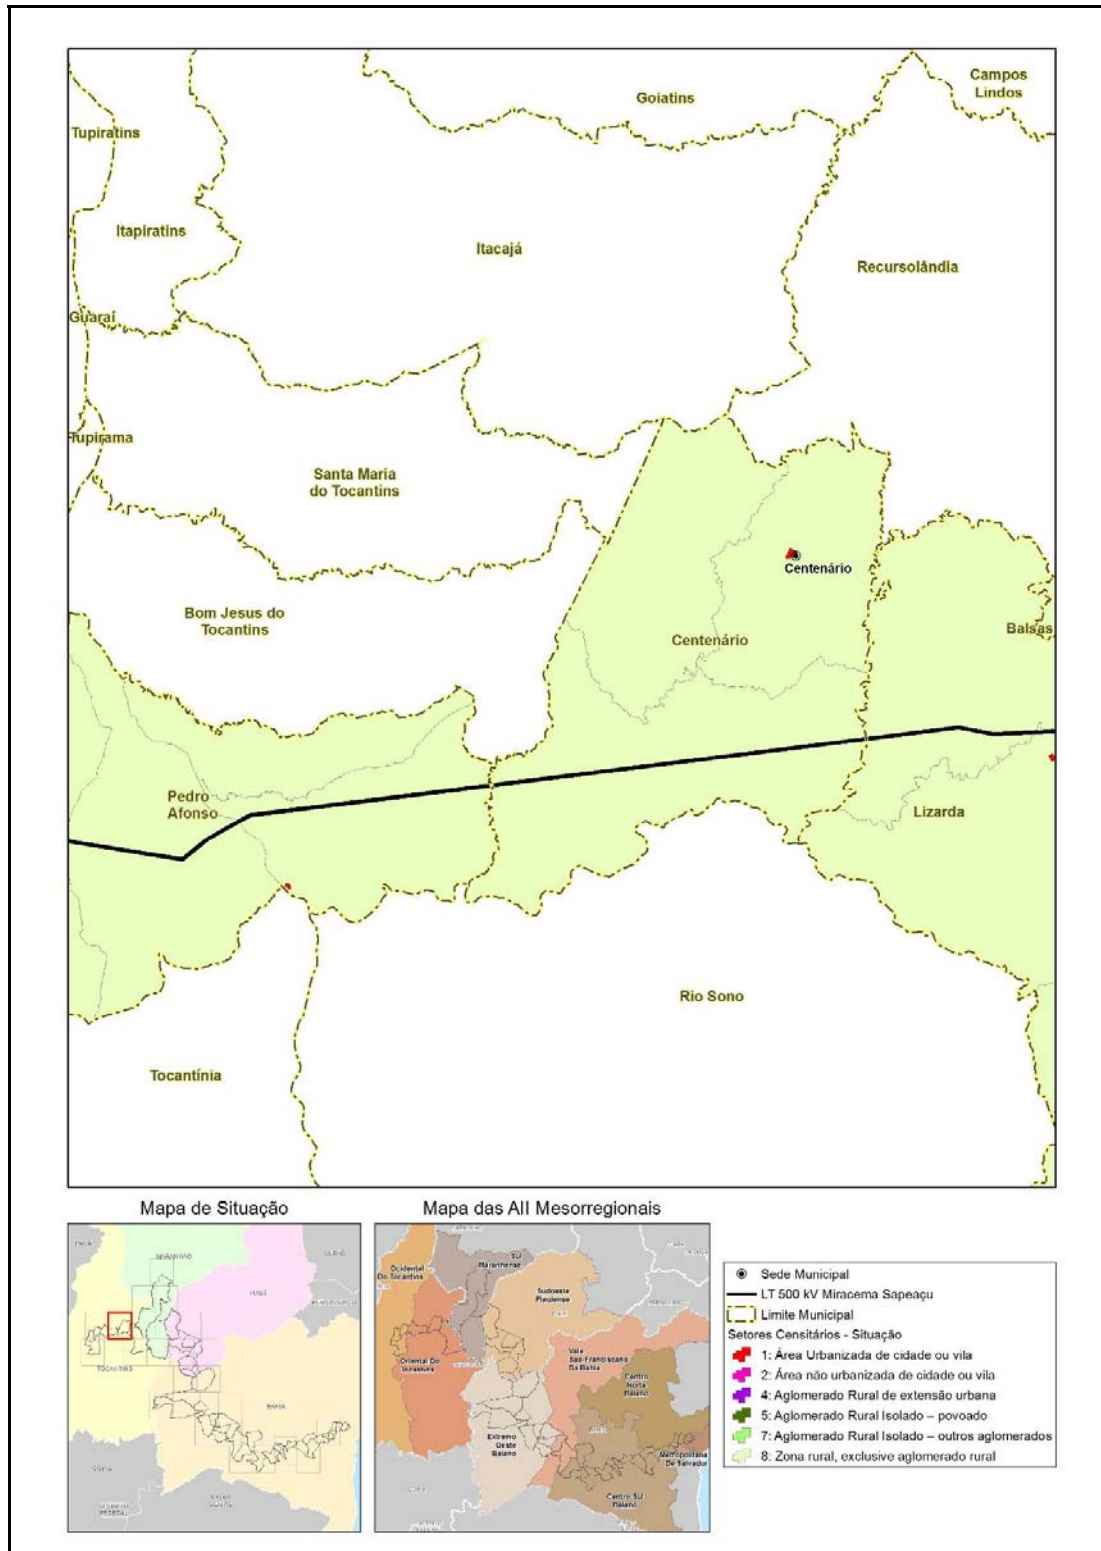 Campos
Lindos
Goiatins
Tupiratins
Itapiratins
Itacajá
Recursolândia
Guaraí
Tupirama
Santa Maria
do Tocantins
Centenário
Bom Jesus do
Tocantins
Centenário
Balsas
Pedro
Afonso
Lizarda
Rio Sono
Tocantínia
Mapa de Situação
MARANHÃO
PIAUÍ
TOCANTINS
BAHIA
Mapa das AII Mesorregionais
Ocidental
Do Tocantins
Sul
Maranhense
Sudoeste
Piauiense
Oriental Do
Tocantins
Vale
São-Franciscano
Da Bahia
Centro
Norte
Baiano
Extremo
Oeste
Baiano
Metropolitana
De Salvador
Centro Sul
Baiano
Sede Municipal
LT 500 kV Miracema Sapeaçu
Limite Municipal
Setores Censitários - Situação
1: Área Urbanizada de cidade ou vila
2: Área não urbanizada de cidade ou vila
4: Aglomerado Rural de extensão urbana
5: Aglomerado Rural Isolado – povoado
7: Aglomerado Rural Isolado – outros aglomerados
8: Zona rural, exclusive aglomerado rural